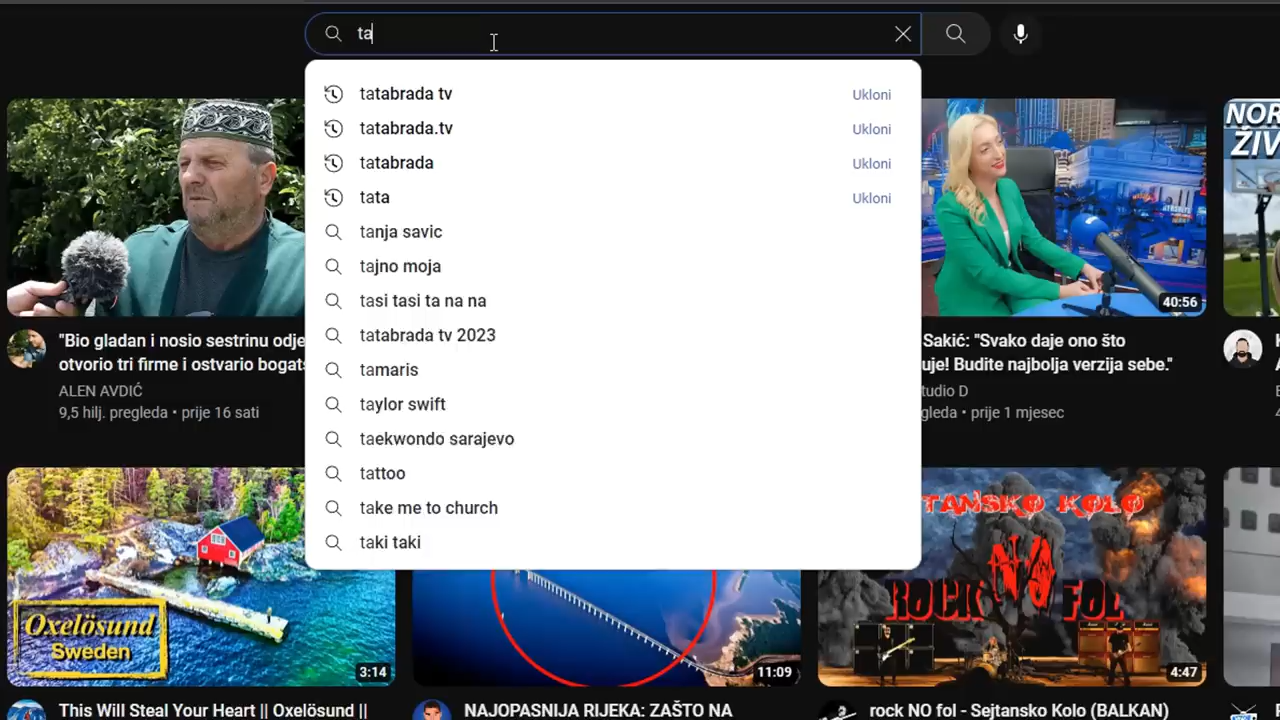 ta
tatabrada tv
Ukloni
tatabrada.tv
Ukloni
tatabrada
Ukloni
tata
Ukloni
tanja savic
tajno moja
tasi tasi ta na na
tatabrada tv 2023
tamaris
taylor swift
taekwondo sarajevo
tattoo
take me to church
taki taki
"Bio gladan i nosio sestrinu odje
otvorio tri firme i ostvario bogats
ALEN AVDIĆ
9,5 hilj. pregleda • prije 16 sati
40:56
Sakić: "Svako daje ono što
uje! Budite najbolja verzija sebe."
tudio D
gleda • prije 1 mjesec
NOR
ŽIV
Oxelösund
Sweden
3:14
11:09
TANSKO KOLO
ROCK NO FOL
4:47
This Will Steal Your Heart || Oxelösund ||
NAJOPASNIJA RIJEKA: ZAŠTO NA
rock NO fol - Sejtansko Kolo (BALKAN)